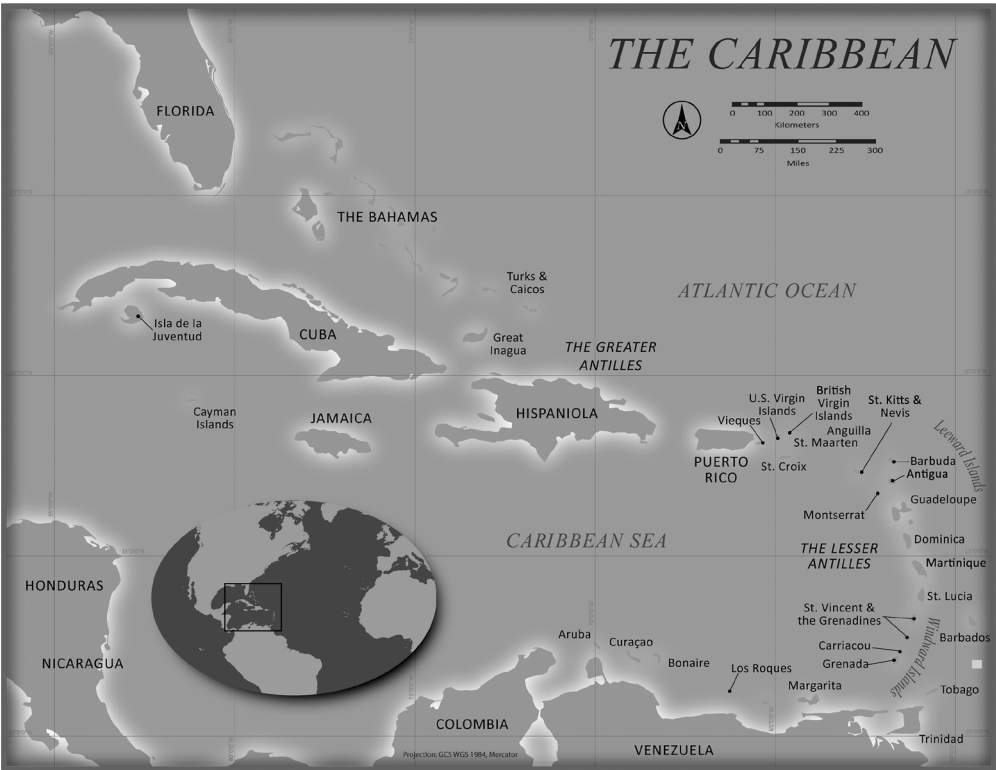 THE CARIBBEAN
N
0 100 200 300 400
Kilometers
0 75 150 225 300
Miles
FLORIDA
THE BAHAMAS
Turks &
Caicos
ATLANTIC OCEAN
Isla de la
Juventud
CUBA
Great
Inagua
THE GREATER
ANTILLES
Cayman
Islands
JAMAICA
HISPANIOLA
U.S. Virgin
Islands
British
Virgin
Islands
St. Kitts &
Nevis
Vieques
Anguilla
St. Maarten
PUERTO
RICO
St. Croix
Leeward Islands
Barbuda
Antigua
Montserrat
Guadeloupe
CARIBBEAN SEA
THE LESSER
ANTILLES
Dominica
Martinique
HONDURAS
St. Lucia
St. Vincent &
the Grenadines
Windward Islands
Barbados
Carriacou
Grenada
NICARAGUA
Aruba
Curaçao
Bonaire
Los Roques
Margarita
Tobago
COLOMBIA
VENEZUELA
Trinidad
Projection: GCS WGS 1984, Mercator